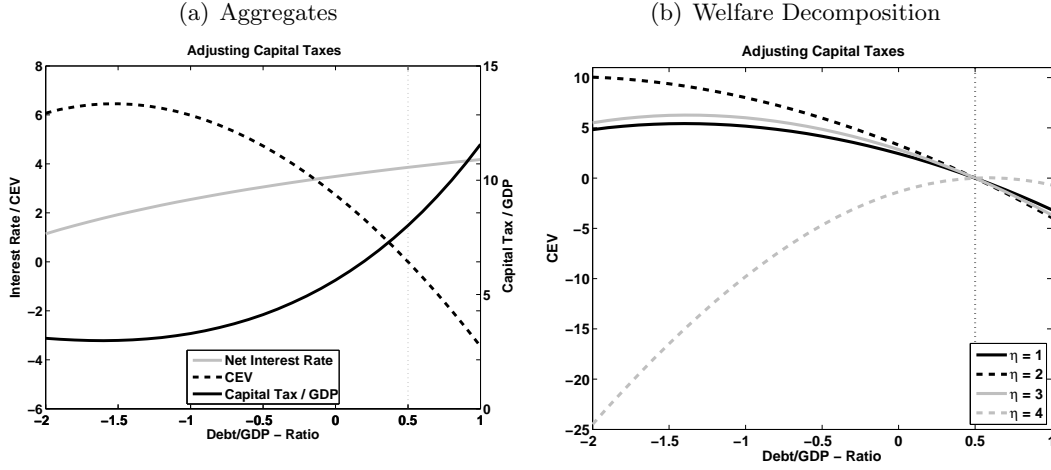 (a) Aggregates
Adjusting Capital Taxes
8
6
4
2
0
−2
−4
−6
Interest Rate / CEV
15
10
5
0
Capital Tax / GDP
Net Interest Rate
CEV
Capital Tax / GDP
−2
−1.5
−1
−0.5
0
0.5
1
Debt/GDP − Ratio
(b) Welfare Decomposition
Adjusting Capital Taxes
10
5
0
−5
−10
−15
−20
−25
CEV
η = 1
η = 2
η = 3
η = 4
−2
−1.5
−1
−0.5
0
0.5
1
Debt/GDP − Ratio